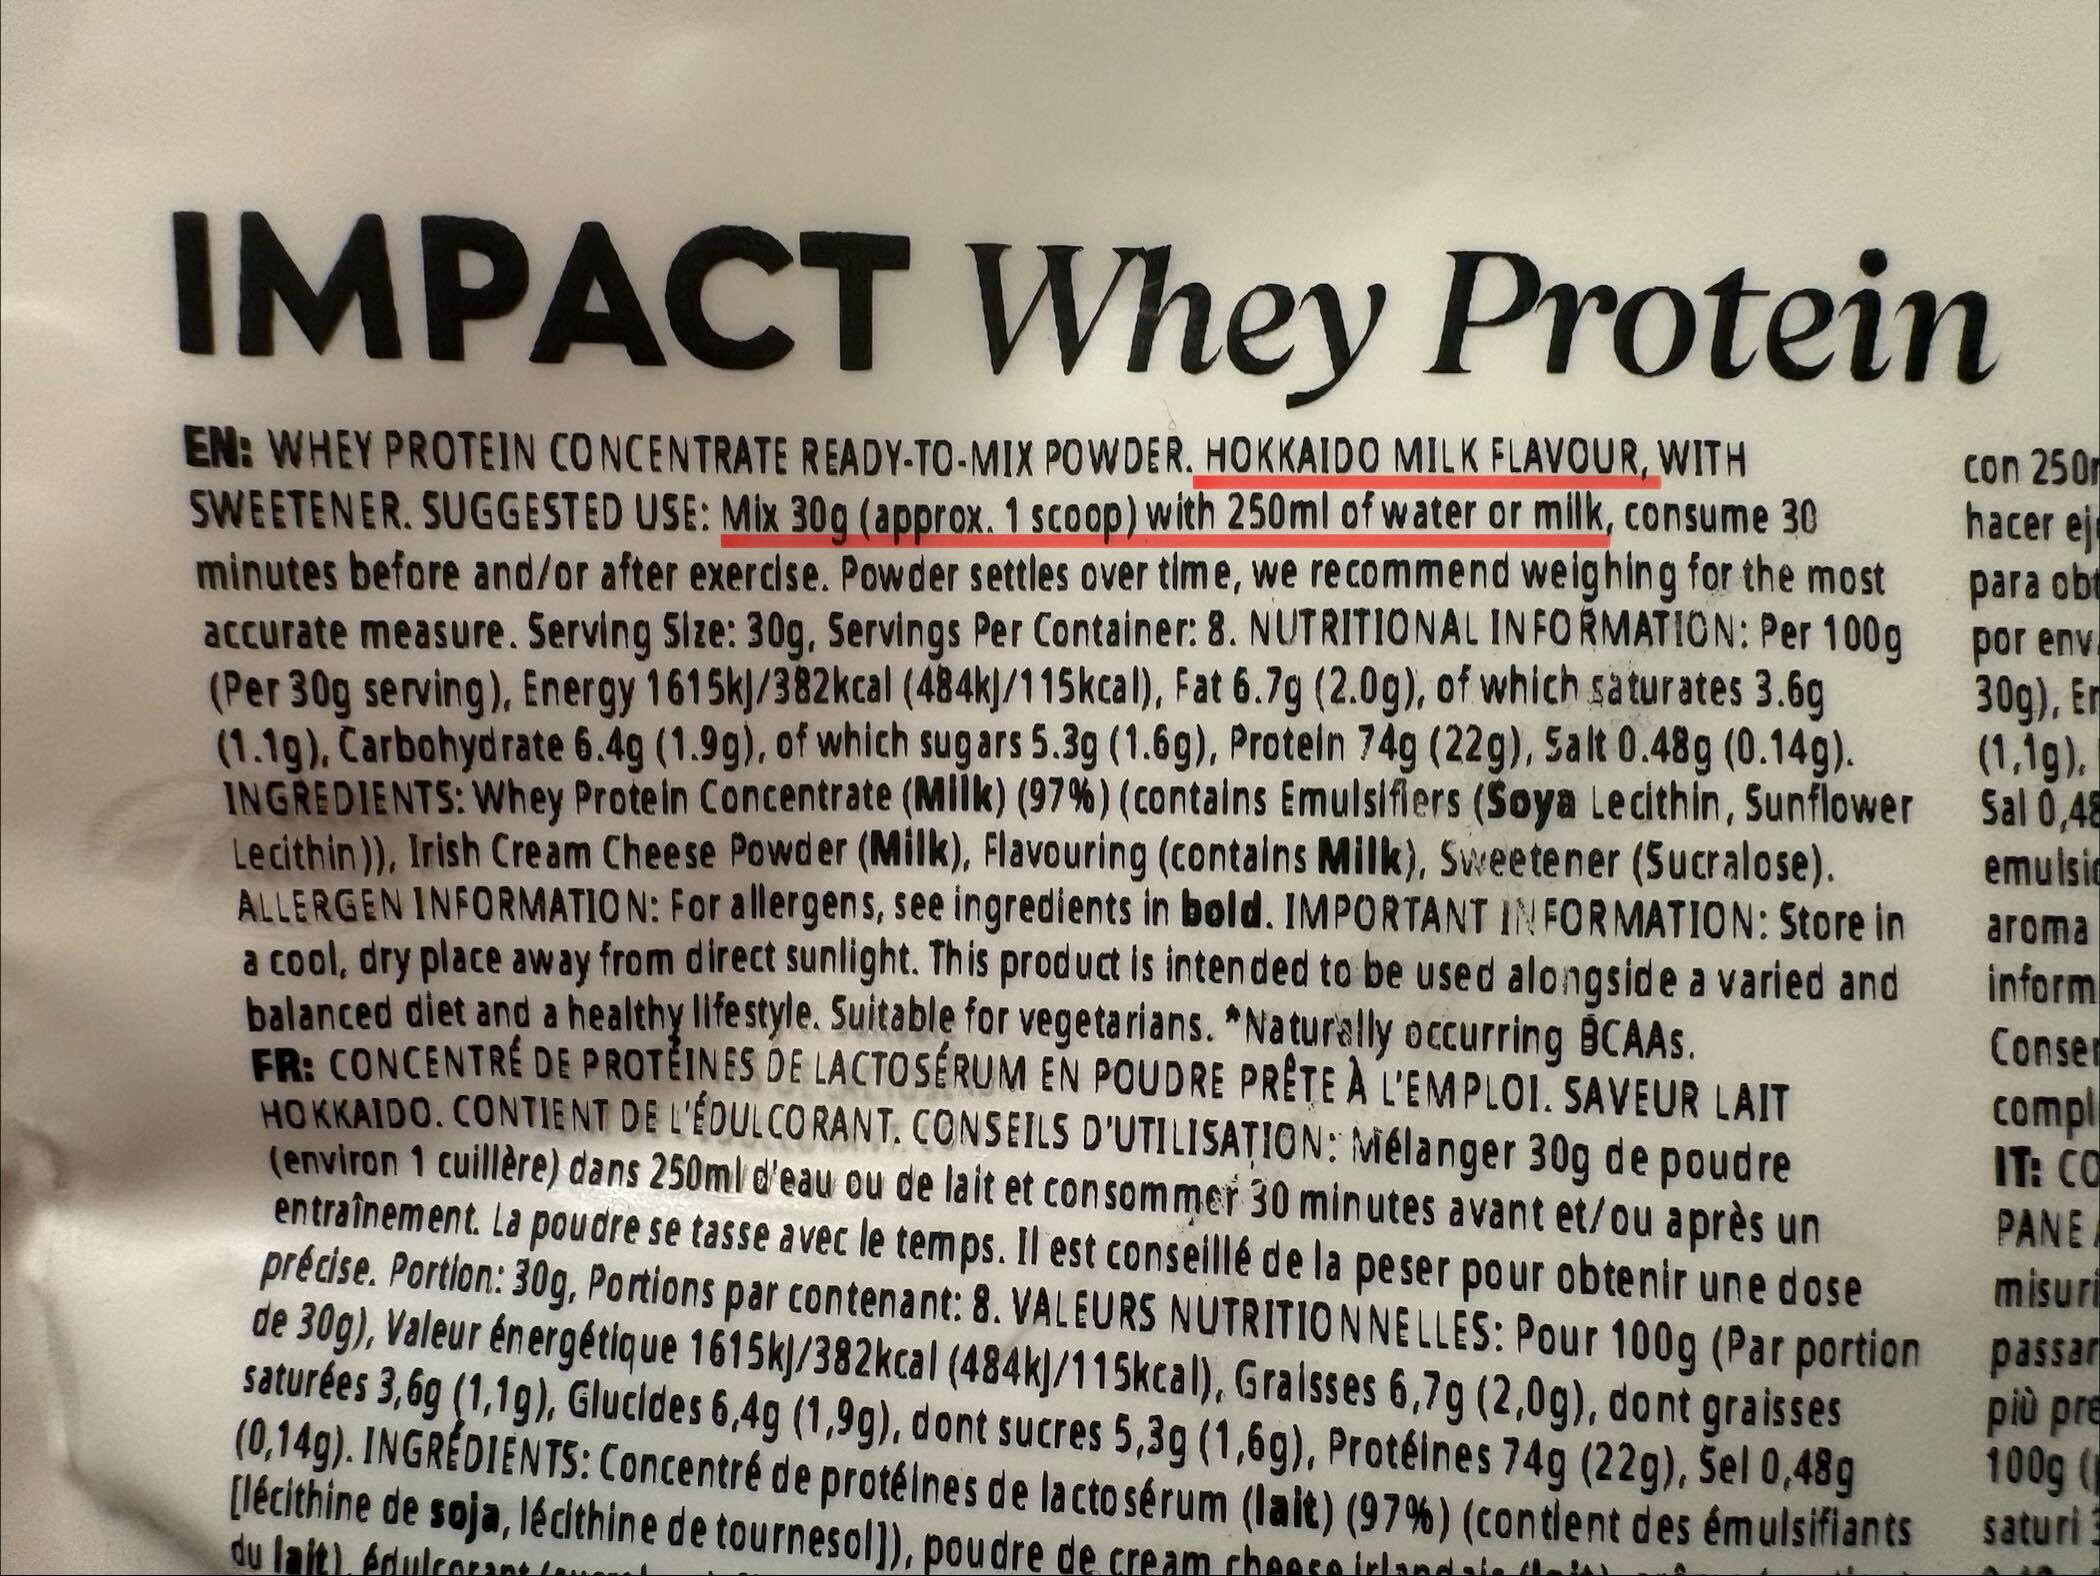 IMPACT Whey Protein
EN: WHEY PROTEIN CONCENTRATE READY-TO-MIX POWDER. HOKKAIDO MILK FLAVOUR, WITH
SWEETENER. SUGGESTED USE: Mix 30g (approx. 1 scoop) with 250ml of water or milk, consume 30
minutes before and/or after exercise. Powder settles over time, we recommend weighing for the most
accurate measure. Serving Size: 30g, Servings Per Container: 8. NUTRITIONAL INFORMATION: Per 100g
(Per 30g serving), Energy 1615kJ/382kcal (484kJ/115kcal), Fat 6.7g (2.0g), of which saturates 3.6g
(1.1g), Carbohydrate 6.4g (1.9g), of which sugars 5.3g (1.6g), Protein 74g (22g), Salt 0.48g (0.14g).
INGREDIENTS: Whey Protein Concentrate (Milk) (97%) (contains Emulsifiers (Soya Lecithin, Sunflower
Lecithin)), Irish Cream Cheese Powder (Milk), Flavouring (contains Milk), Sweetener (Sucralose).
ALLERGEN INFORMATION: For allergens, see ingredients in bold. IMPORTANT INFORMATION: Store in
a cool, dry place away from direct sunlight. This product is intended to be used alongside a varied and
balanced diet and a healthy lifestyle. Suitable for vegetarians. *Naturally occurring BCAAs.
FR: CONCENTRÉ DE PROTÉINES DE LACTOSÉRUM EN POUDRE PRÊTE À L'EMPLOI. SAVEUR LAIT
HOKKAIDO. CONTIENT DE L'ÉDULCORANT. CONSEILS D'UTILISATION: Mélanger 30g de poudre
(environ 1 cuillère) dans 250ml d'eau ou de lait et consommer 30 minutes avant et/ou après un
entraînement. La poudre se tasse avec le temps. Il est conseillé de la peser pour obtenir une dose
précise. Portion: 30g, Portions par contenant: 8. VALEURS NUTRITIONNELLES: Pour 100g (Par portion
de 30g), Valeur énergétique 1615kJ/382kcal (484kJ/115kcal), Graisses 6,7g (2,0g), dont graisses
saturées 3,6g (1,1g), Glucides 6,4g (1,9g), dont sucres 5,3g (1,6g), Protéines 74g (22g), Sel 0,48g
(0,14g). INGRÉDIENTS: Concentré de protéines de lactosérum (lait) (97%) (contient des émulsifiants
[lécithine de soja, lécithine de tournesol]), poudre de cream cheese irlandais
du lait), édulcorant
con 250
hacer
para
por env
30g),
(1,1g),
Sal 0,48
aroma
IT:
100g
saturi